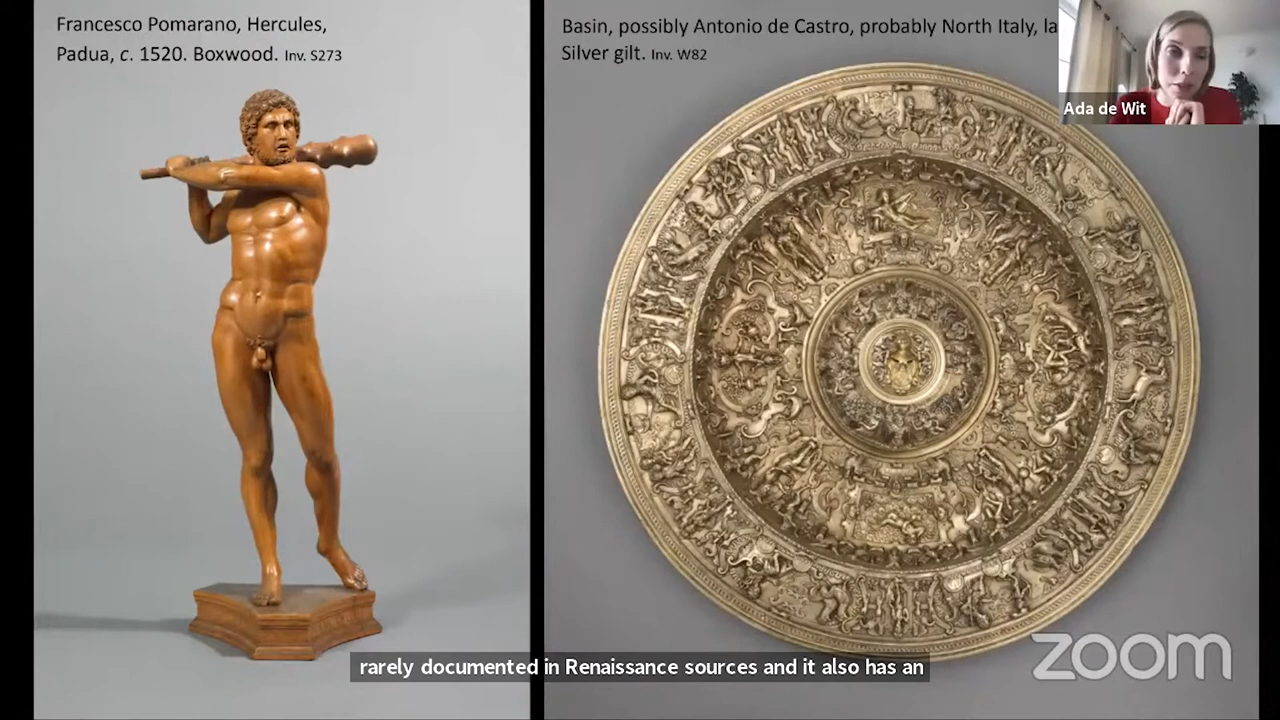 Francesco Pomarano, Hercules,
Padua, c. 1520. Boxwood. Inv. S273
Basin, possibly Antonio de Castro, probably North Italy, la
Silver gilt. Inv. W82
Ada de Wit
rarely documented in Renaissance sources and it also has an
zoom